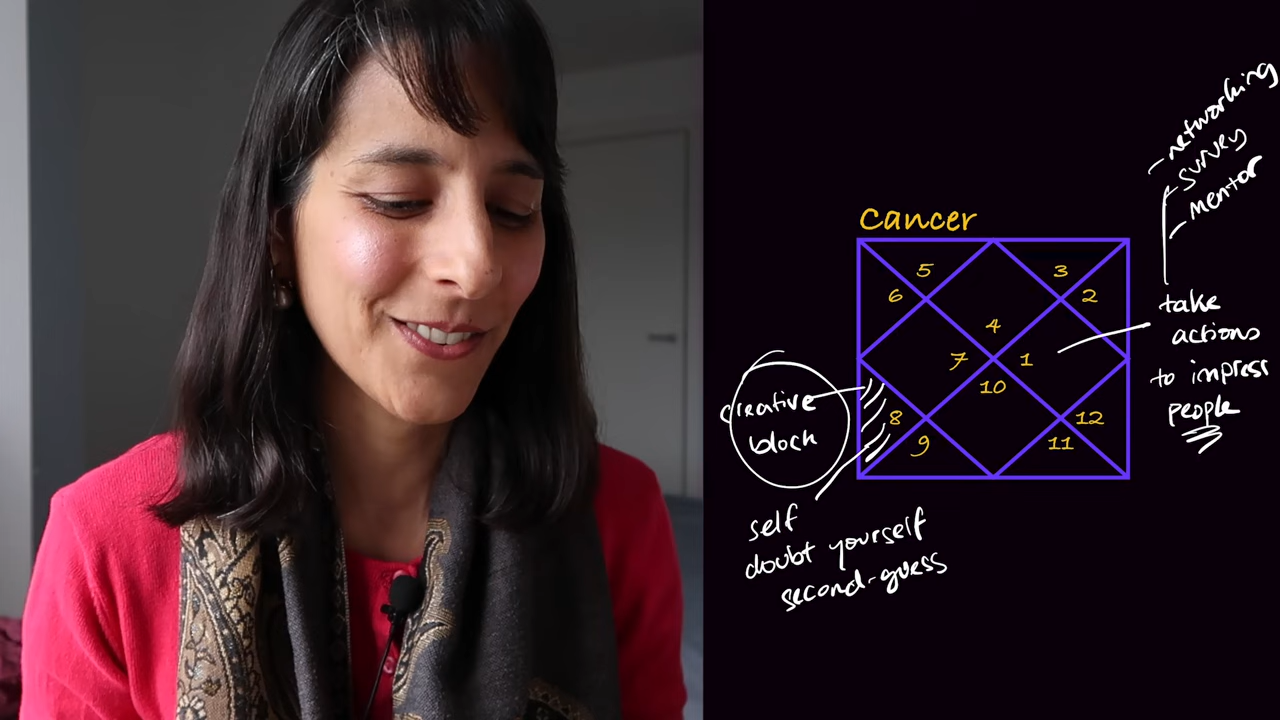 networking
survey
mentor
Cancer
5
3
6
2
4
7
1
10
8
12
9
11
take
actions
to impress
people
creative
block
self
doubt yourself
second-guess